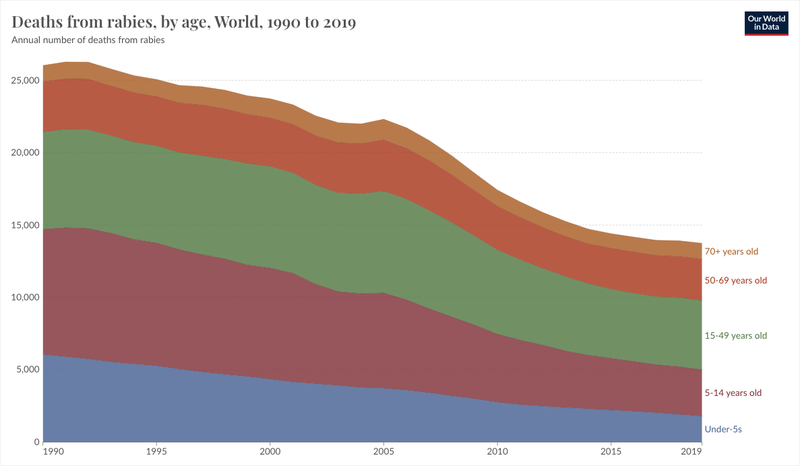 Deaths from rabies, by age, World, 1990 to 2019
Annual number of deaths from rabies
Our World
in Data
25,000
20,000
15,000
10,000
5,000
0
70+ years old
50-69 years old
15-49 years old
5-14 years old
Under-5s
1990 1995 2000 2005 2010 2015 2019